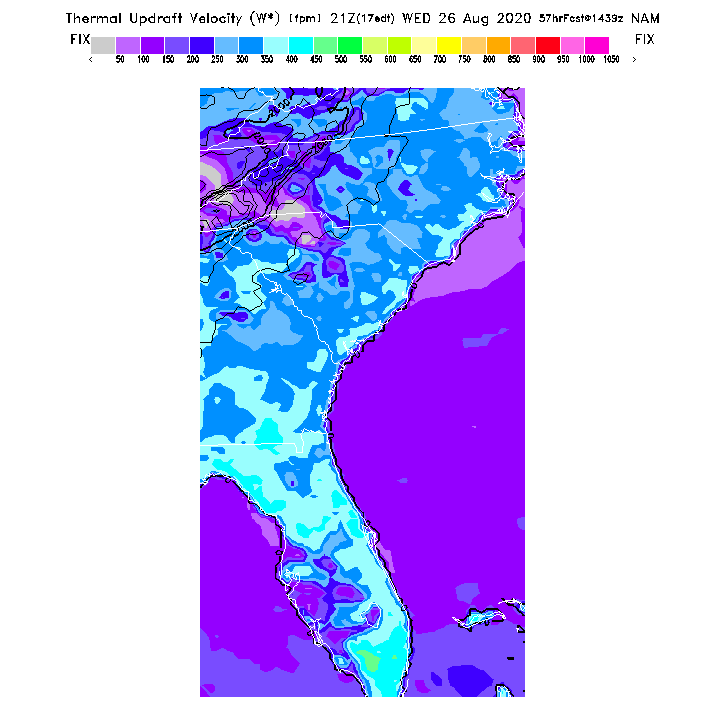 Thermal Updraft Velocity (W*) [fpm] 21Z(17edt) WED 26 Aug 2020 57hrFcst@1439z NAM
FIX FIX
< 50 100 150 200 250 300 350 400 450 500 550 600 650 700 750 800 850 900 950 1000 1050 >